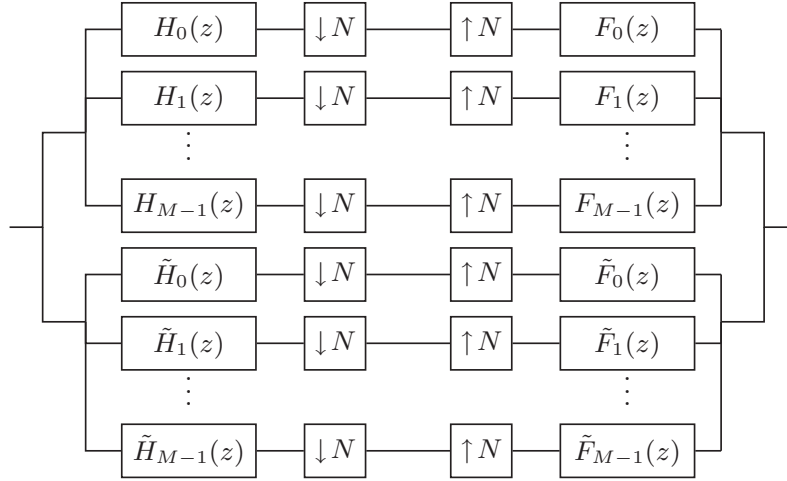 H_0(z) ↓N ↑N F_0(z)
H_1(z) ↓N ↑N F_1(z)
⋮ ⋮
H_{M−1}(z) ↓N ↑N F_{M−1}(z)
H̃_0(z) ↓N ↑N F̃_0(z)
H̃_1(z) ↓N ↑N F̃_1(z)
⋮ ⋮
H̃_{M−1}(z) ↓N ↑N F̃_{M−1}(z)